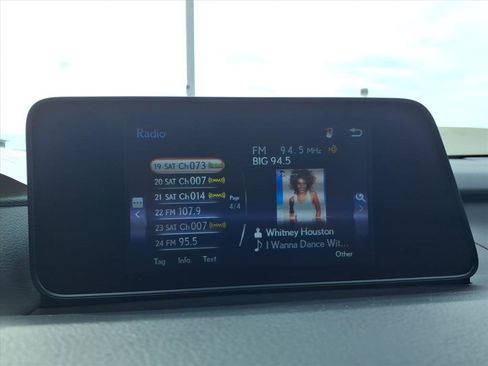 Radio
FM 94.5 MHz
BIG 94.5
19 SAT Ch073
20 SAT Ch007
21 SAT Ch014
22 FM 107.9
23 SAT Ch007
24 FM 95.5
Page
4/4
Whitney Houston
I Wanna Dance Wit...
Tag Info. Text
Other